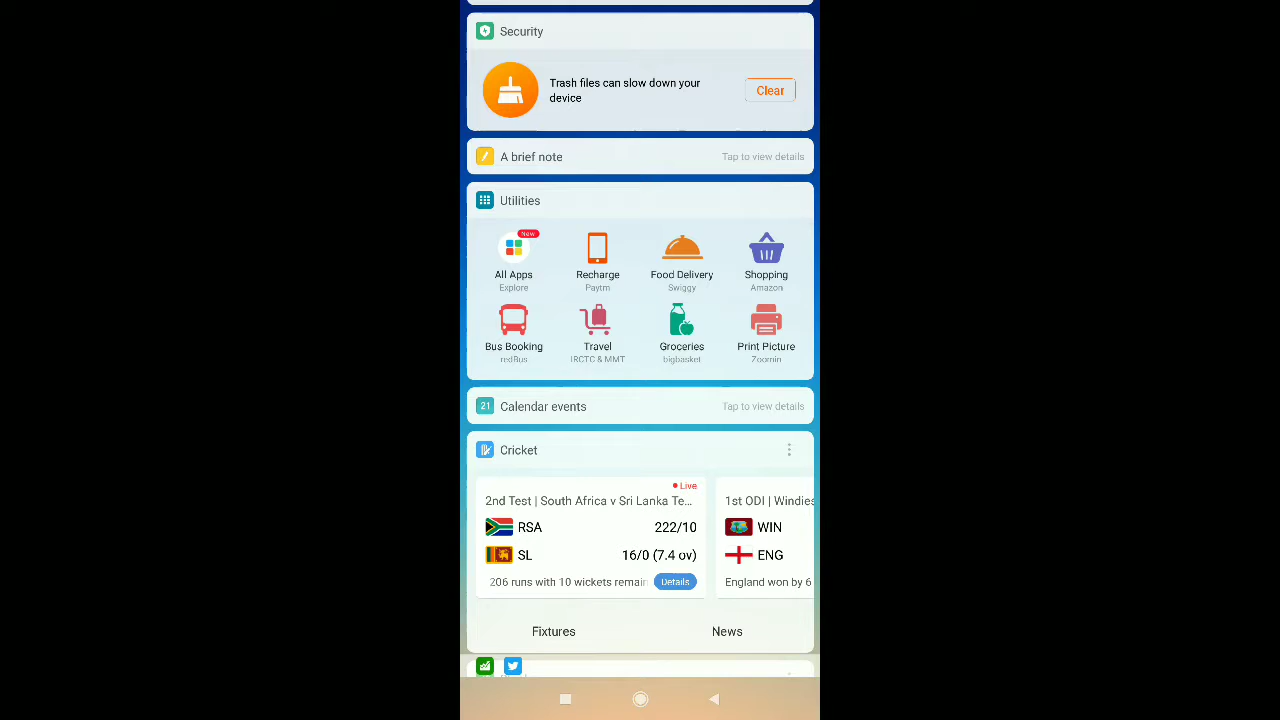 Security
Trash files can slow down your
device
Clear
A brief note
Tap to view details
Utilities
New
All Apps
Recharge
Food Delivery
Shopping
Explore
Paytm
Swiggy
Amazon
Bus Booking
Travel
Groceries
Print Picture
redBus
IRCTC & MMT
bigbasket
Zoomin
21 Calendar events
Tap to view details
Cricket
Live
2nd Test | South Africa v Sri Lanka Te...
RSA 222/10
SL 16/0 (7.4 ov)
206 runs with 10 wickets remain
Details
1st ODI | Windies
WIN
ENG
England won by 6
Fixtures
News